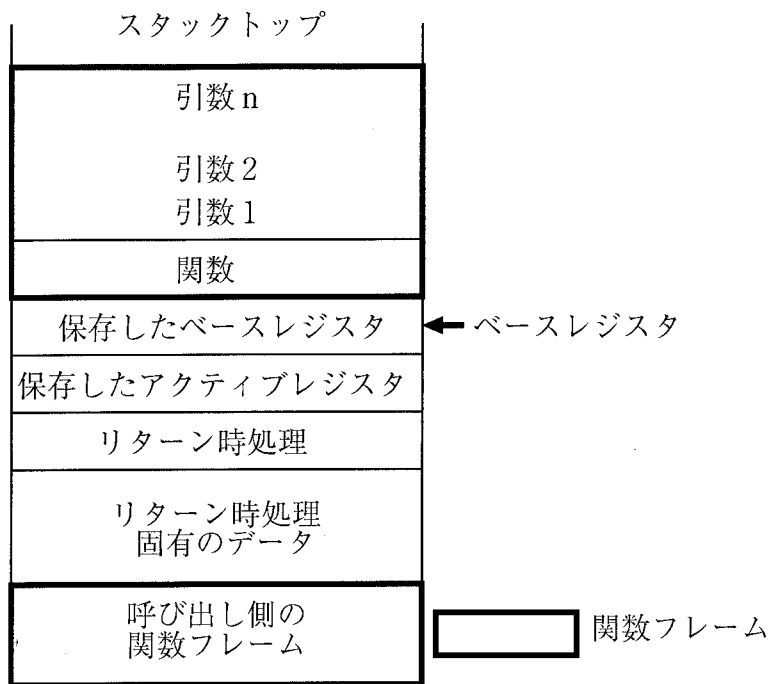 スタックトップ
引数n
引数2
引数1
関数
保存したベースレジスタ
ベースレジスタ
保存したアクティブレジスタ
リターン時処理
リターン時処理
固有のデータ
呼び出し側の
関数フレーム
関数フレーム